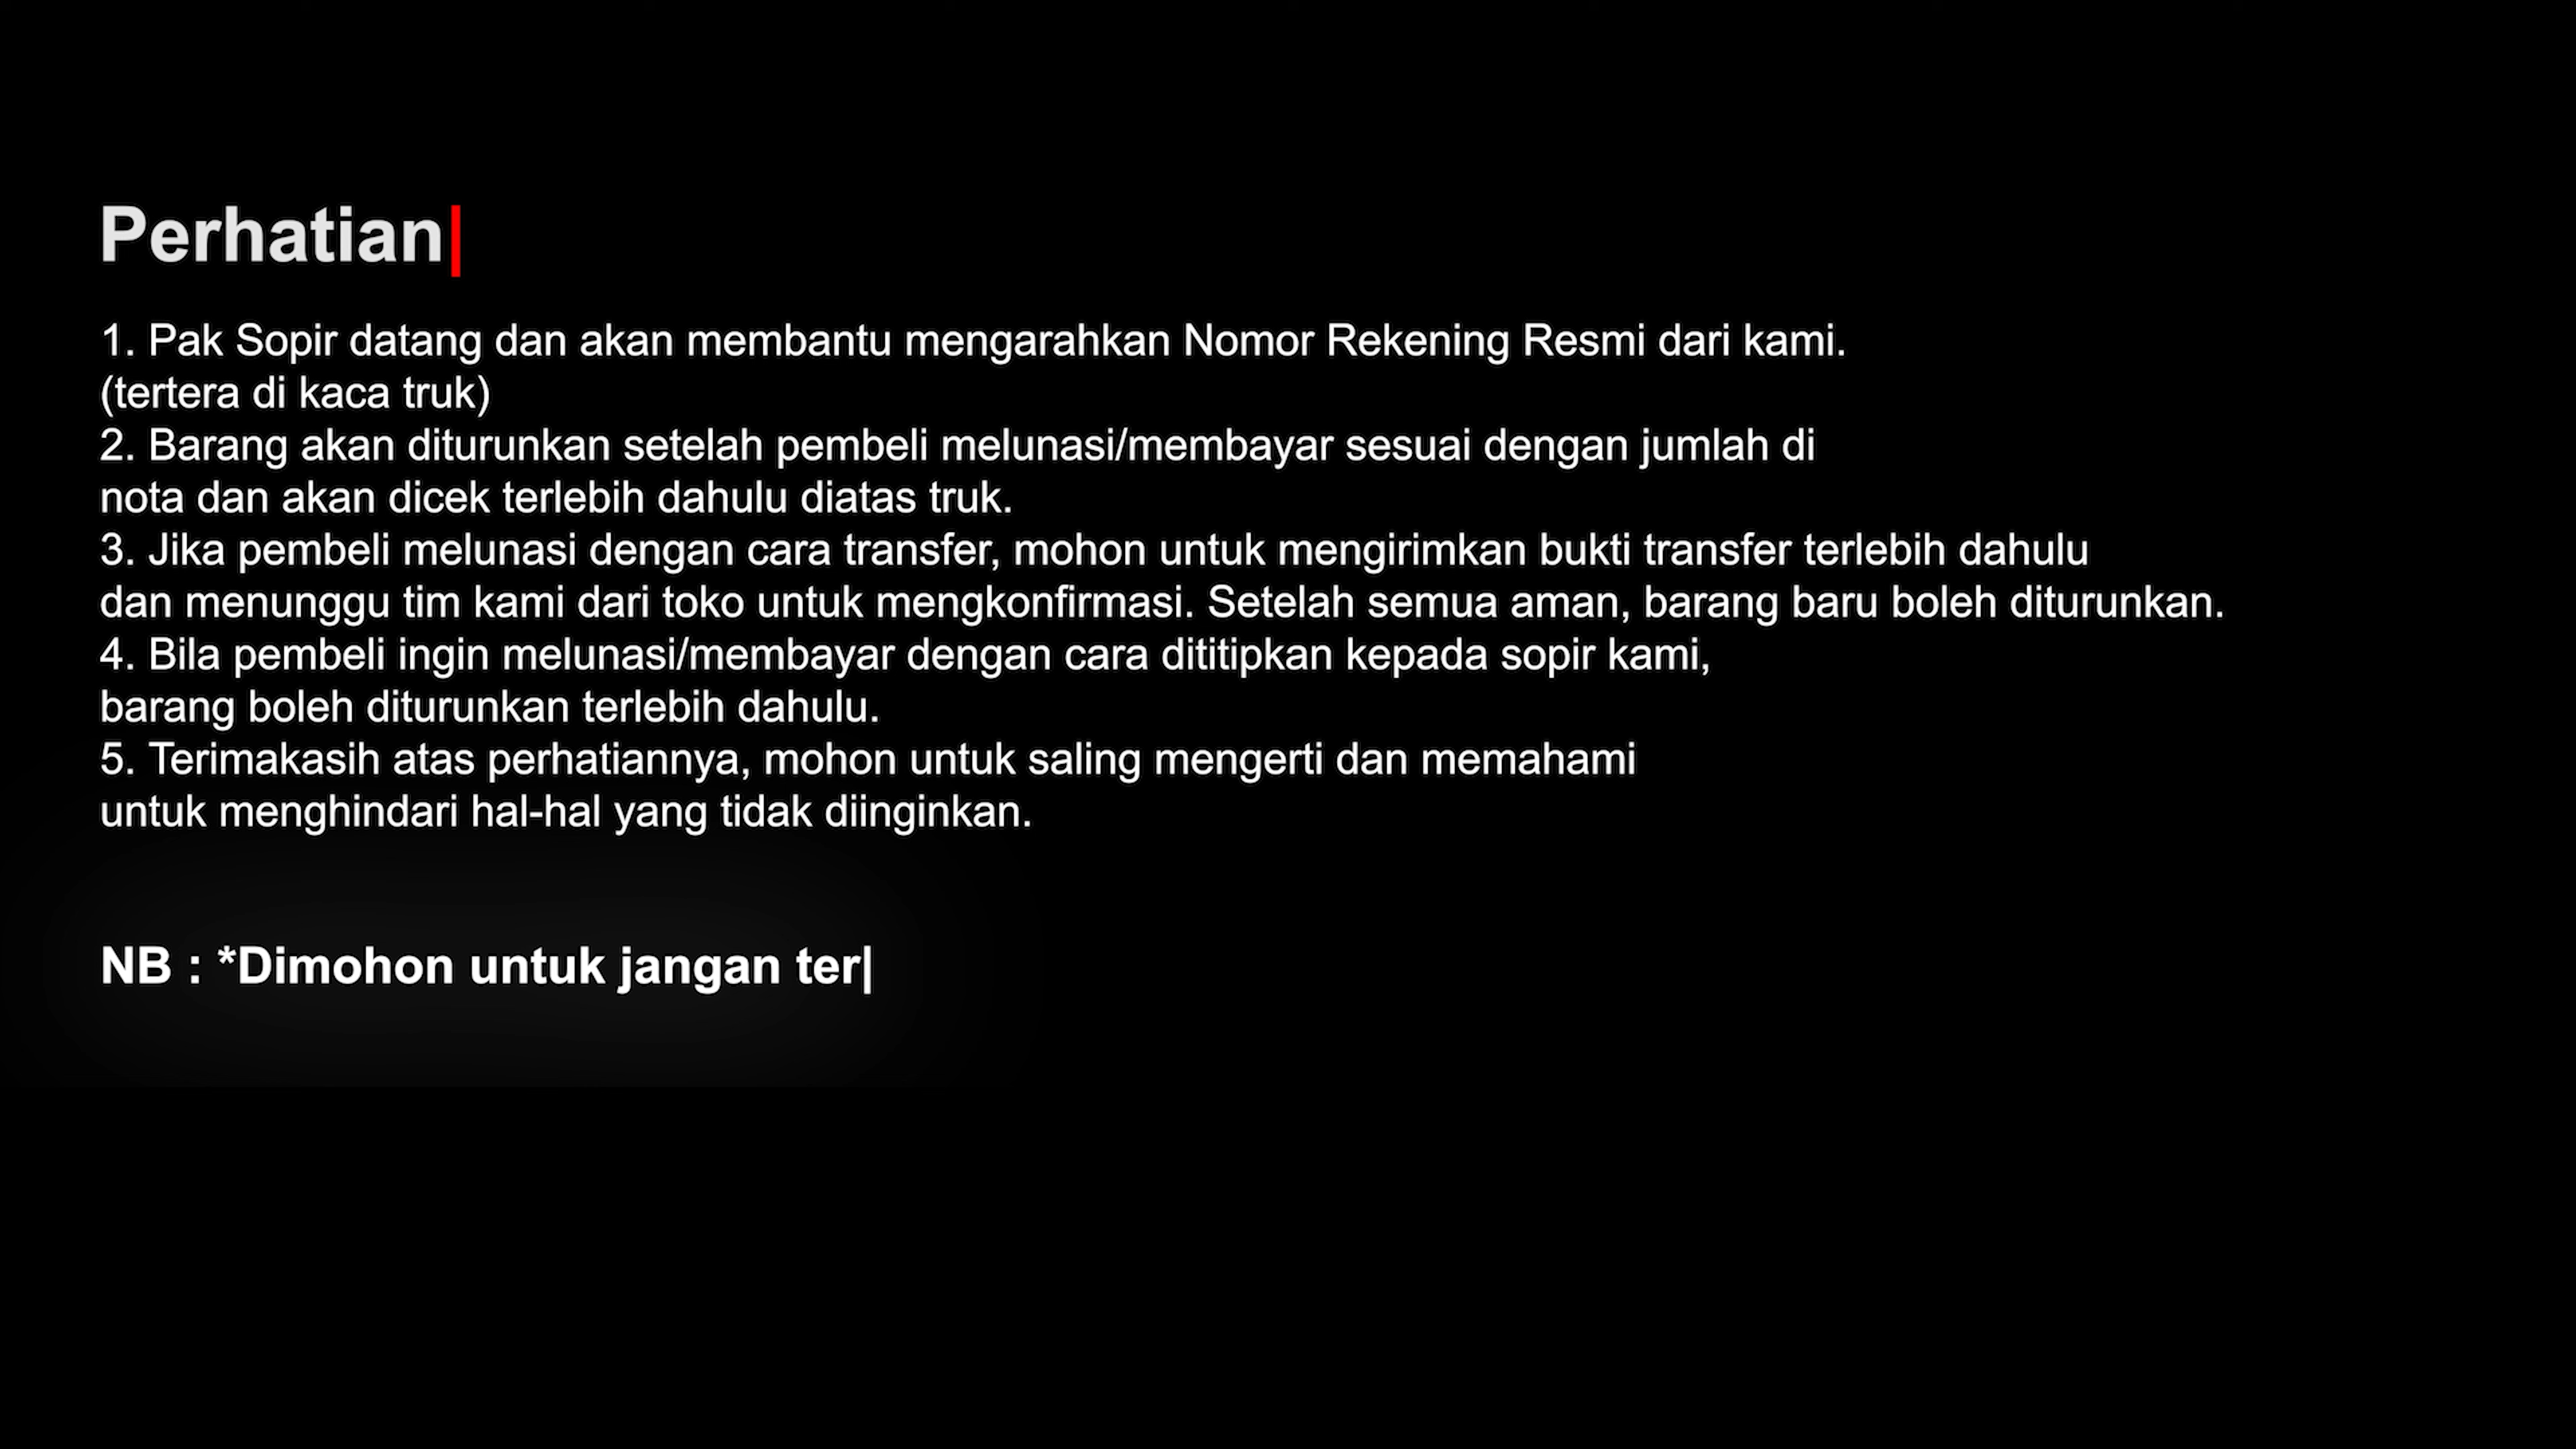 Perhatian|
1. Pak Sopir datang dan akan membantu mengarahkan Nomor Rekening Resmi dari kami.
(tertera di kaca truk)
2. Barang akan diturunkan setelah pembeli melunasi/membayar sesuai dengan jumlah di
nota dan akan dicek terlebih dahulu diatas truk.
3. Jika pembeli melunasi dengan cara transfer, mohon untuk mengirimkan bukti transfer terlebih dahulu
dan menunggu tim kami dari toko untuk mengkonfirmasi. Setelah semua aman, barang baru boleh diturunkan.
4. Bila pembeli ingin melunasi/membayar dengan cara dititipkan kepada sopir kami,
barang boleh diturunkan terlebih dahulu.
5. Terimakasih atas perhatiannya, mohon untuk saling mengerti dan memahami
untuk menghindari hal-hal yang tidak diinginkan.
NB : *Dimohon untuk jangan ter|